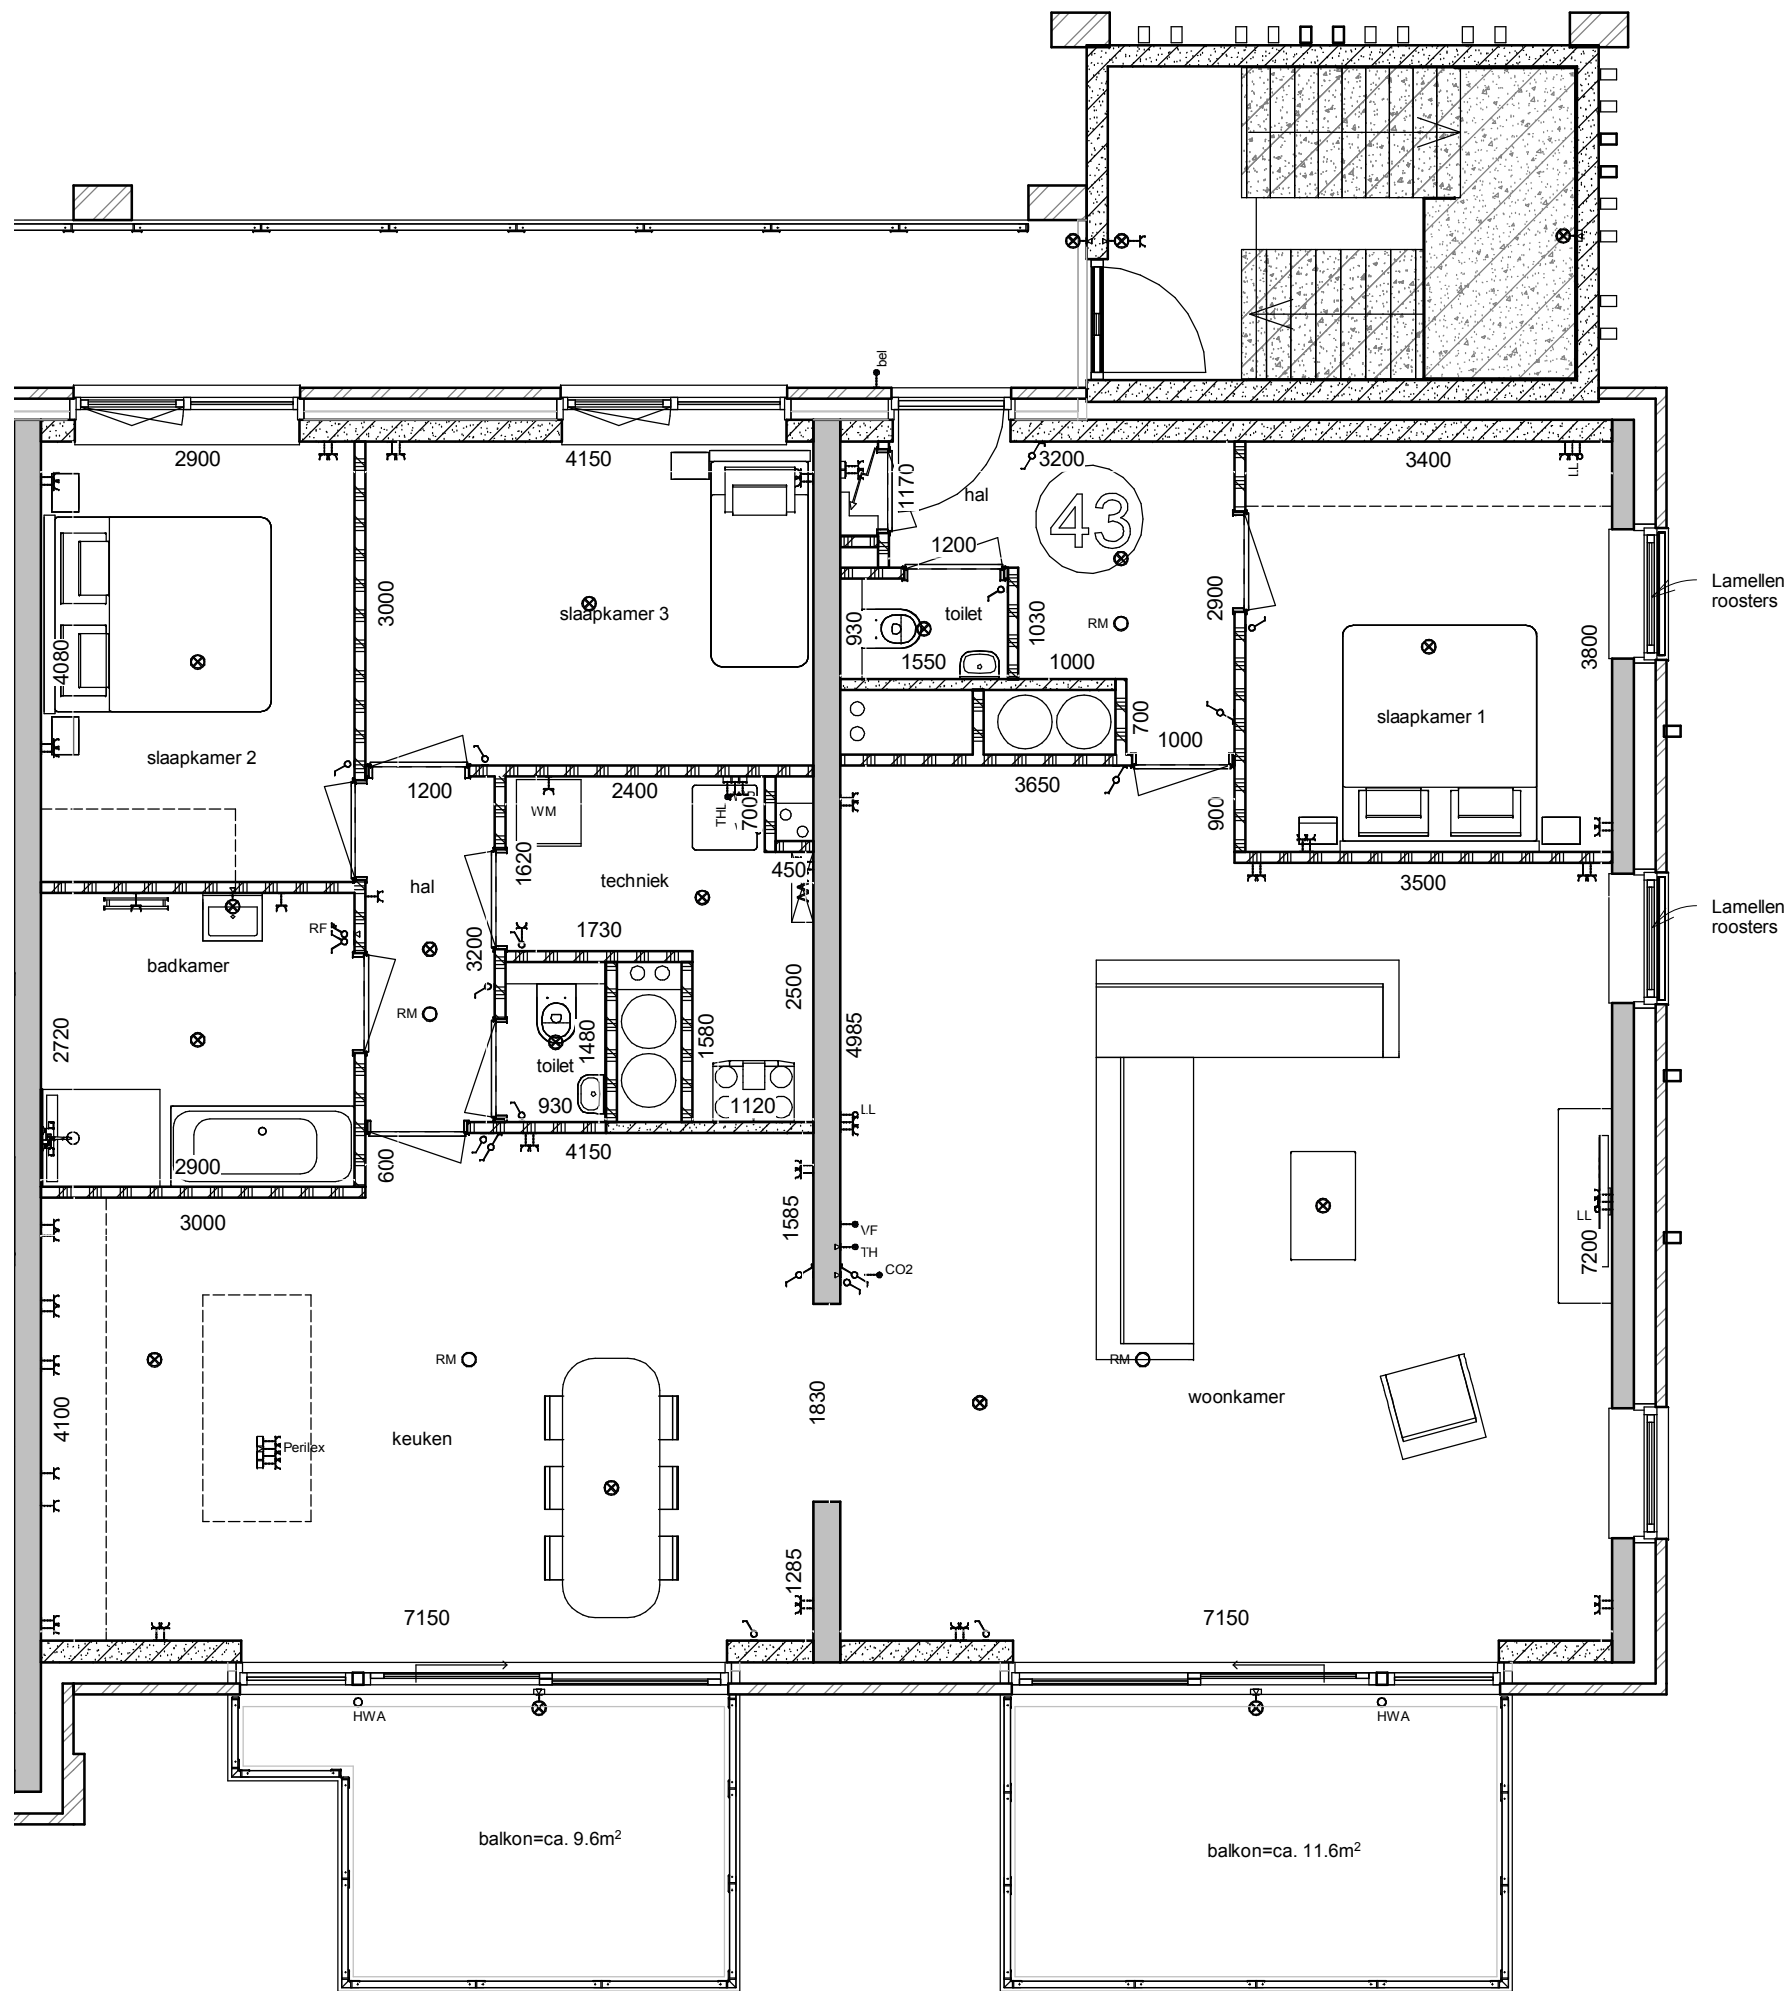 bel
2900
4150
3200
3400
LL
1170
hal
43
1200
Lamellen
roosters
3000
slaapkamer 3
930
toilet
1030
RM
2900
3800
4080
1550
1000
slaapkamer 1
700
slaapkamer 2
1000
1200
2400
3650
WM
THL
700
900
1620
450
techniek
hal
3500
Lamellen
roosters
RF
1730
3200
badkamer
2500
RM
2720
1480
1580
4985
toilet
930
1120
LL
600
4150
2900
3000
1585
VF
TH
CO2
LL
7200
RM
RM
4100
1830
woonkamer
keuken
Perilex
1285
7150
7150
HWA
HWA
balkon=ca. 9.6m²
balkon=ca. 11.6m²